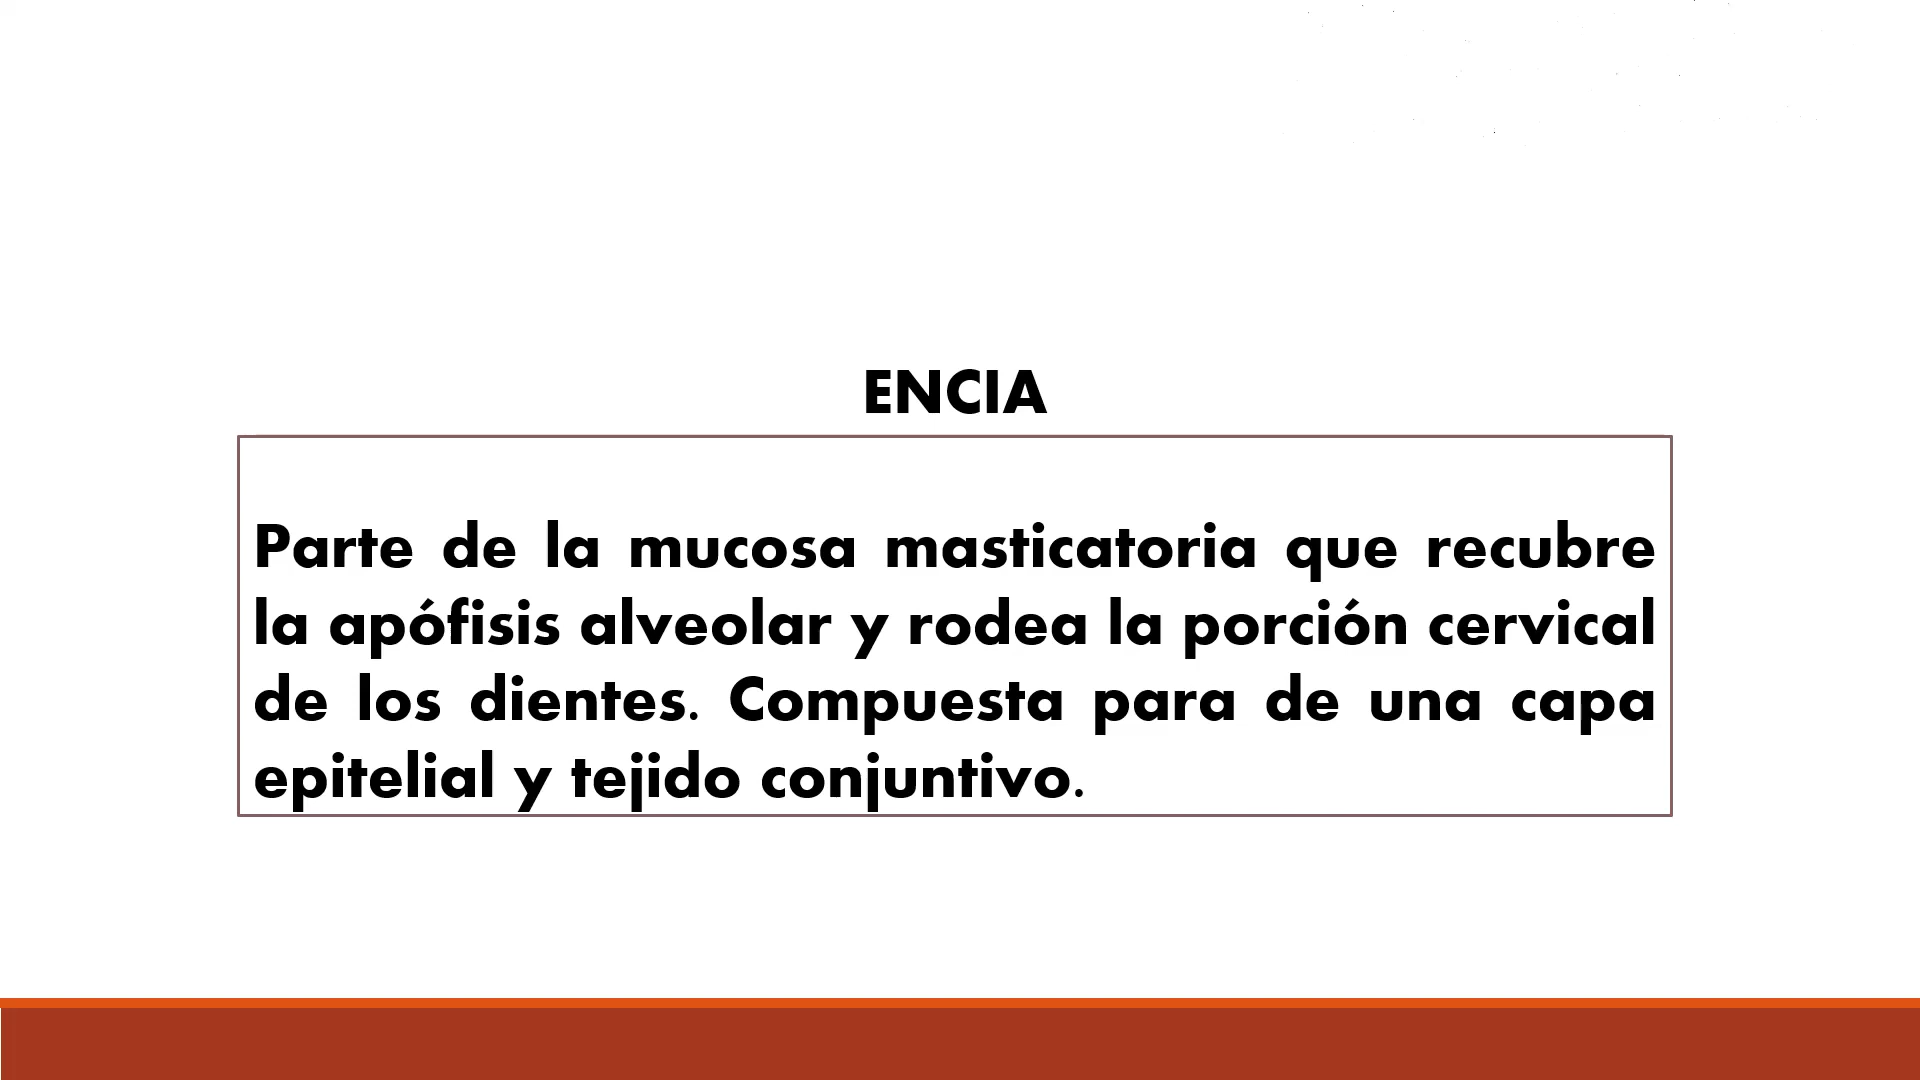 ENCIA
Parte de la mucosa masticatoria que recubre
la apófisis alveolar y rodea la porción cervical
de los dientes. Compuesta para de una capa
epitelial y tejido conjuntivo.